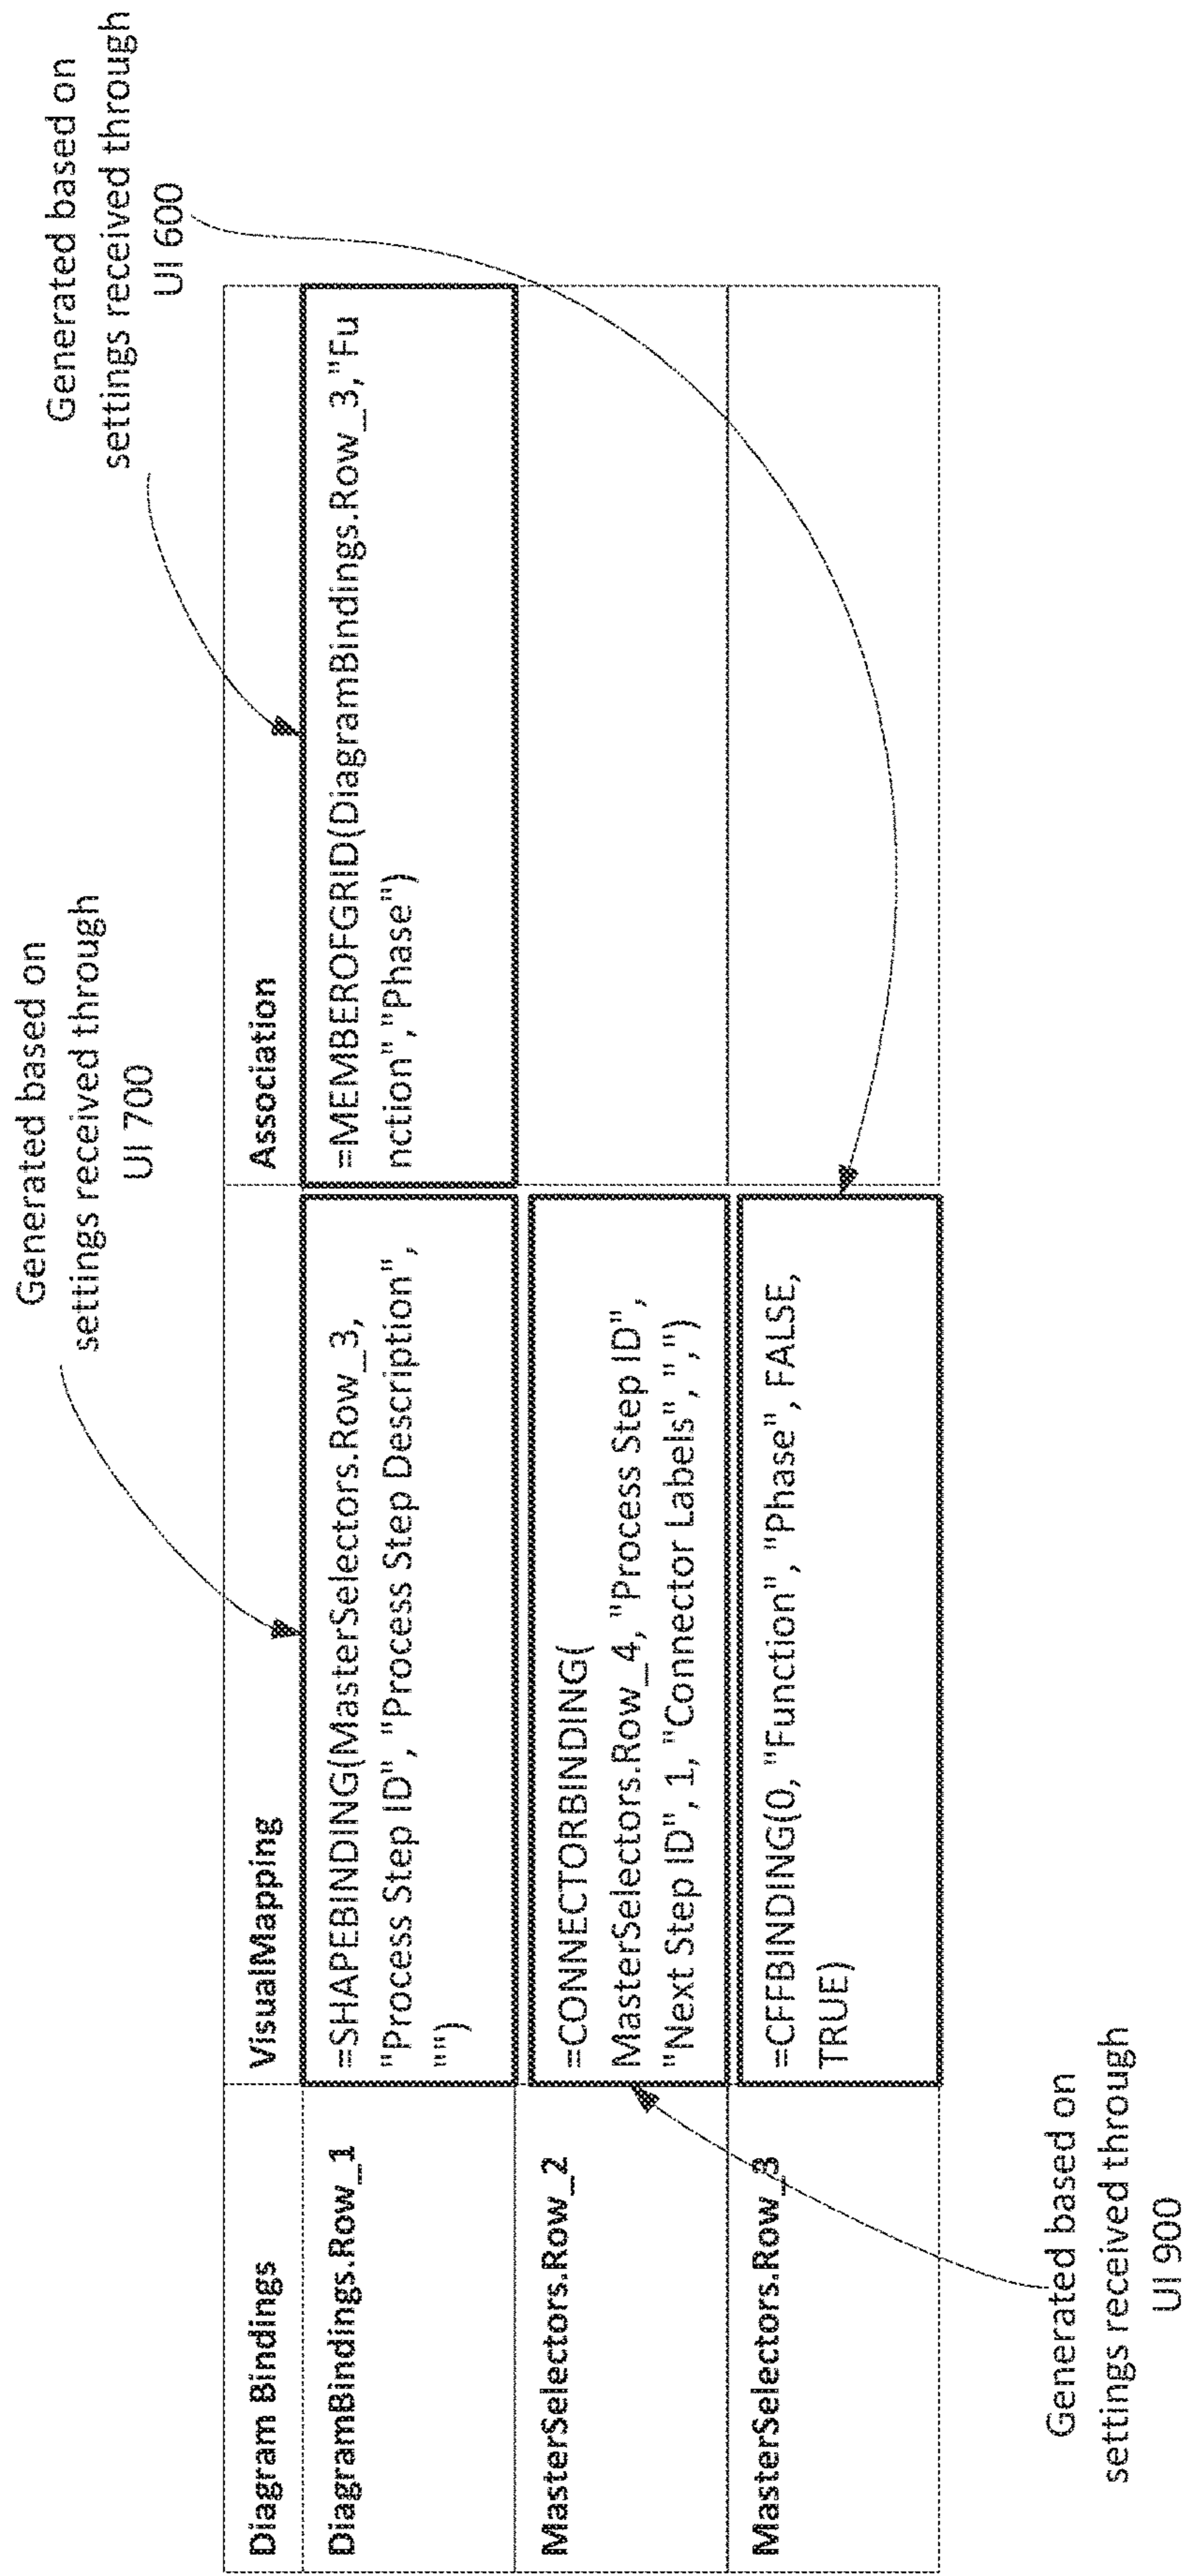 Generated based on
settings received through
UI 700
Generated based on
settings received through
UI 600
Diagram Bindings
VisualMapping
Association
DiagramBindings.Row_1
=SHAPEBINDING(MasterSelectors.Row_3,
"Process Step ID", "Process Step Description",
"")
=MEMBEROFGRID(DiagramBindings.Row_3,"Fu
nction","Phase")
MasterSelectors.Row_2
=CONNECTORBINDING(
MasterSelectors.Row_4, "Process Step ID",
"Next Step ID", 1, "Connector Labels", ",")
MasterSelectors.Row_3
=CFFBINDING(0, "Function", "Phase", FALSE,
TRUE)
Generated based on
settings received through
UI 900